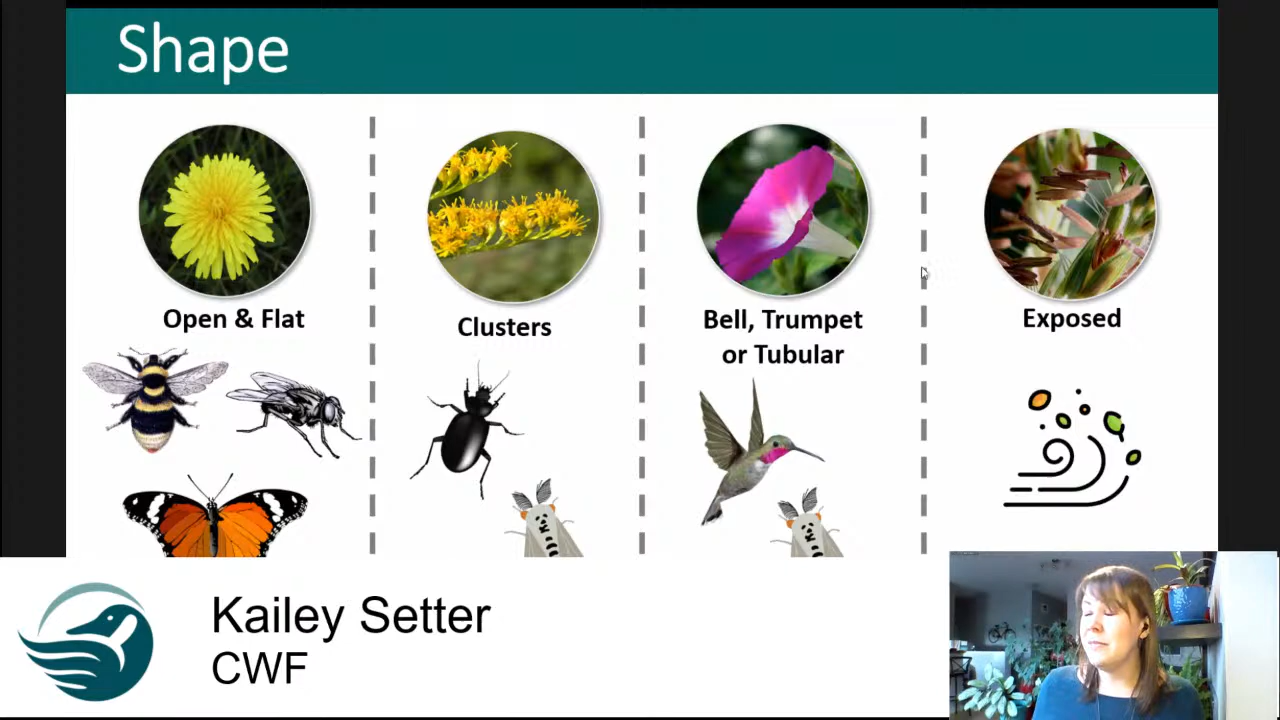 Shape
Open & Flat
Clusters
Bell, Trumpet
or Tubular
Exposed
Kailey Setter
CWF